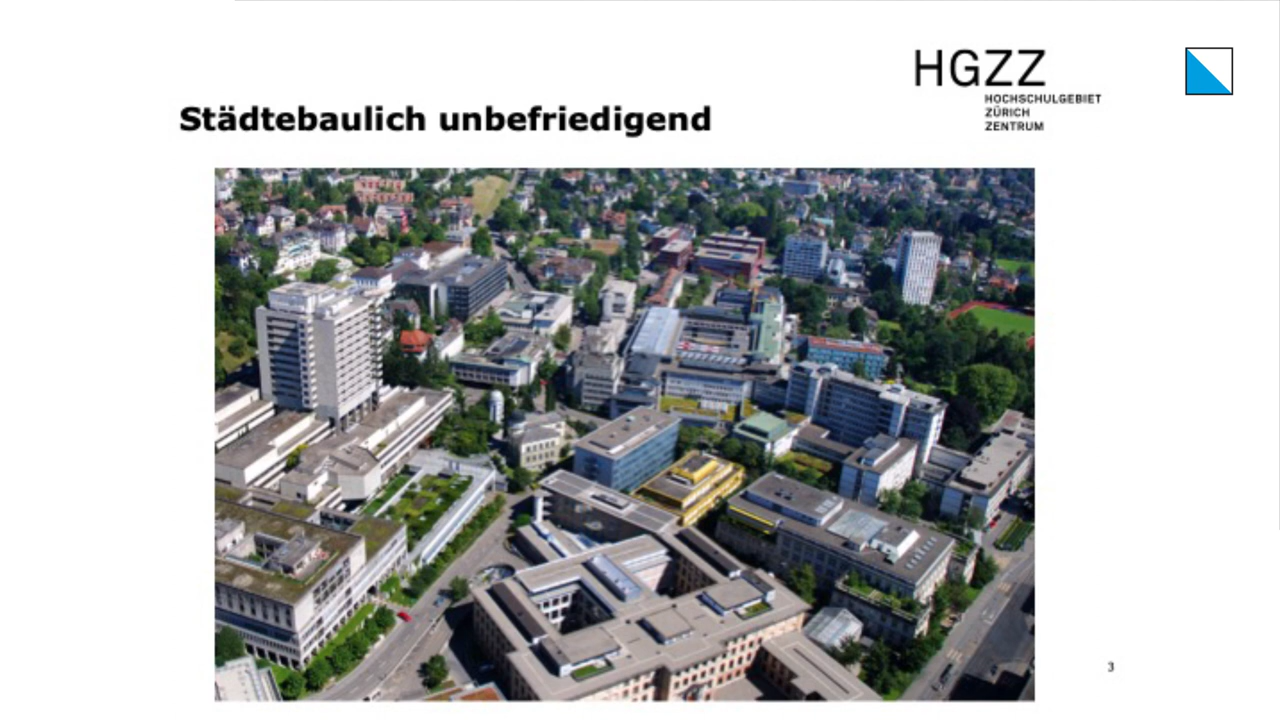 HGZZ
HOCHSCHULGEBIET
ZÜRICH
ZENTRUM
Städtebaulich unbefriedigend
3